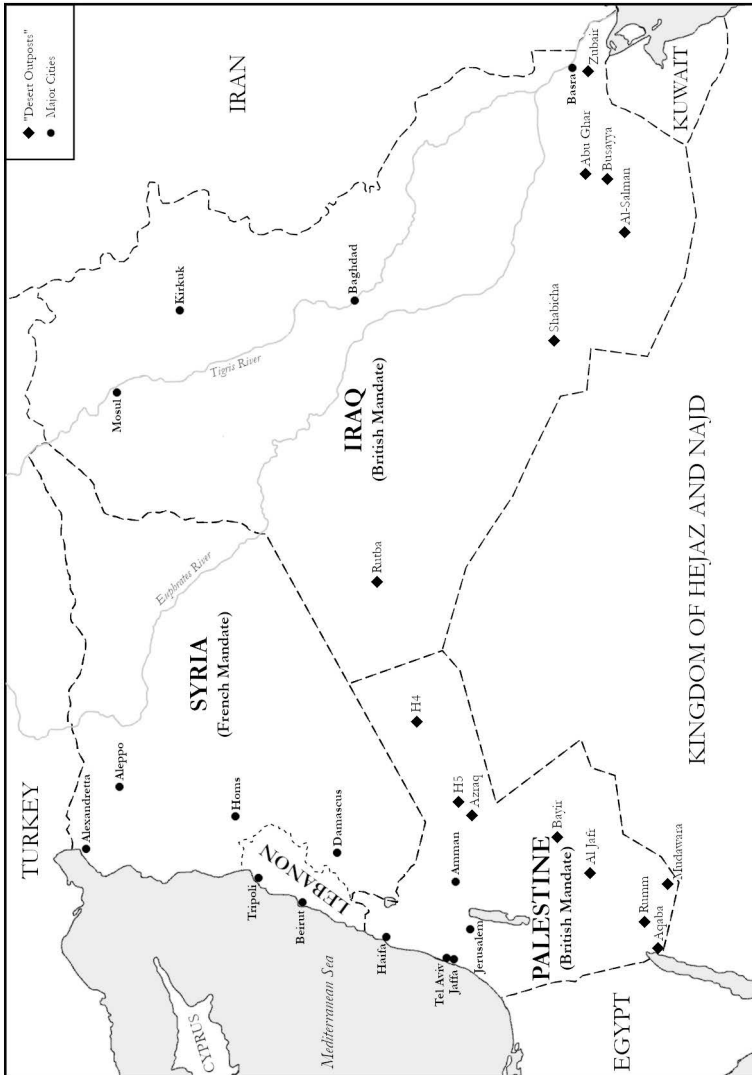 "Desert Outposts"
Major Cities
TURKEY
IRAN
Alexandretta
Aleppo
Mosul
Kirkuk
Tigris River
Euphrates River
CYPRUS
SYRIA
(French Mandate)
Homs
Tripoli
LEBANON
Beirut
Damascus
Mediterranean Sea
Baghdad
IRAQ
(British Mandate)
Rutba
Haifa
H4
Tel Aviv
Jaffa
Amman
H5
Azraq
Jerusalem
Basra
Zubair
Abu Ghar
Busayya
Al-Salman
Shabicha
KUWAIT
PALESTINE
(British Mandate)
Bayir
Al Jafr
Rumm
Aqaba
Mudawara
EGYPT
KINGDOM OF HEJAZ AND NAJD